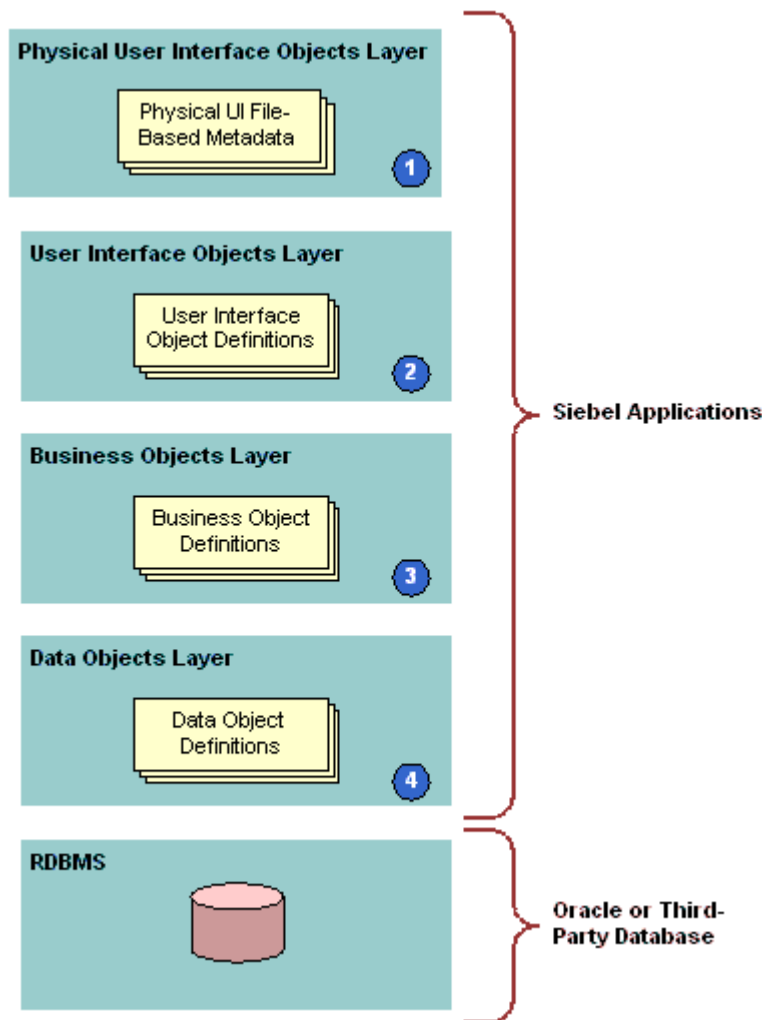 Physical User Interface Objects Layer
Physical UI File-
Based Metadata
1
User Interface Objects Layer
User Interface
Object Definitions
2
Siebel Applications
Business Objects Layer
Business Object
Definitions
3
Data Objects Layer
Data Object
Definitions
4
RDBMS
Oracle or Third-
Party Database